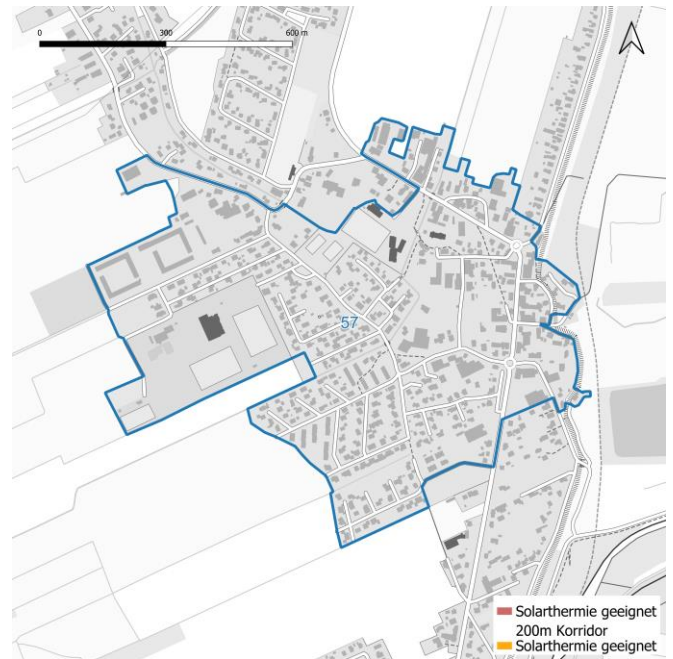 0 300 600 m
57
Solarthermie geeignet
200m Korridor
Solarthermie geeignet